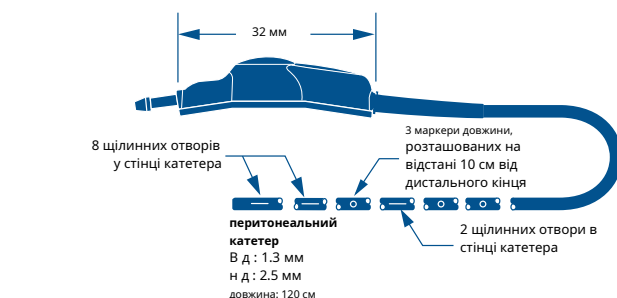 32 мм
8 щілинних отворів
у стінці катетера
3 маркери довжини,
розташованих на
відстані 10 см від
дистального кінця
перитонеальний
катетер
В д : 1.3 мм
н д : 2.5 мм
довжина: 120 см
2 щілинних отвори в
стінці катетера